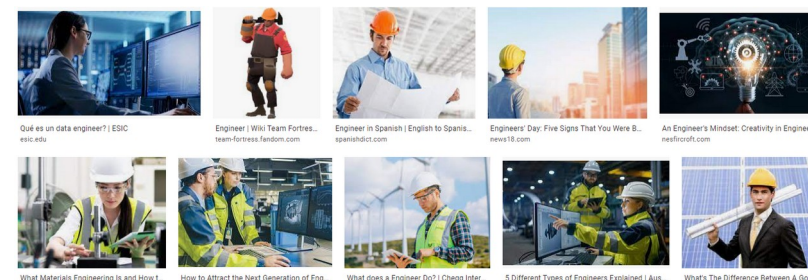 Qué es un data engineer? | ESIC
esic.edu
Engineer | Wiki Team Fortres...
team-fortress.fandom.com
Engineer in Spanish | English to Spanis...
spanishdict.com
Engineers' Day: Five Signs That You Were B...
news18.com
An Engineer's Mindset: Creativity in Enginee
nesfircroft.com
What Materials Engineering Is and How t...
How to Attract the Next Generation of Eng...
What does a Engineer Do? | Chegg Inter...
5 Different Types of Engineers Explained | Aus...
What's The Difference Between A Go